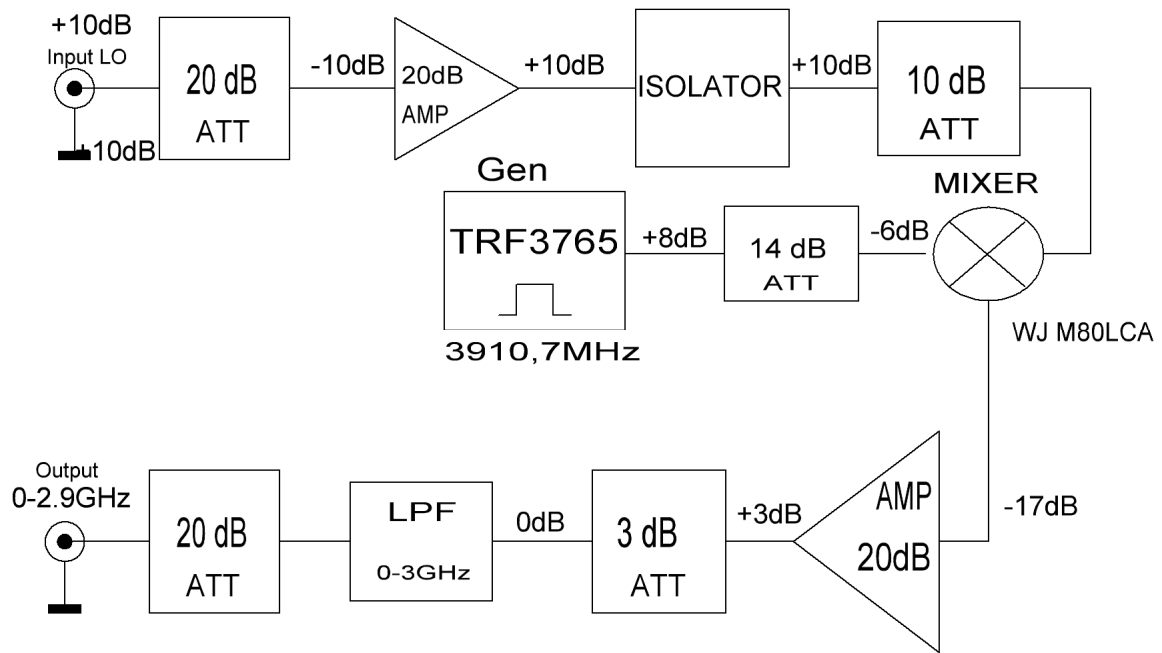 +10dB
Input LO
+10dB
20 dB
ATT
-10dB
20dB
AMP
+10dB
ISOLATOR
+10dB
10 dB
ATT
Gen
TRF3765
3910,7MHz
+8dB
14 dB
ATT
-6dB
MIXER
WJ M80LCA
-17dB
AMP
20dB
+3dB
3 dB
ATT
0dB
LPF
0-3GHz
20 dB
ATT
Output
0-2.9GHz